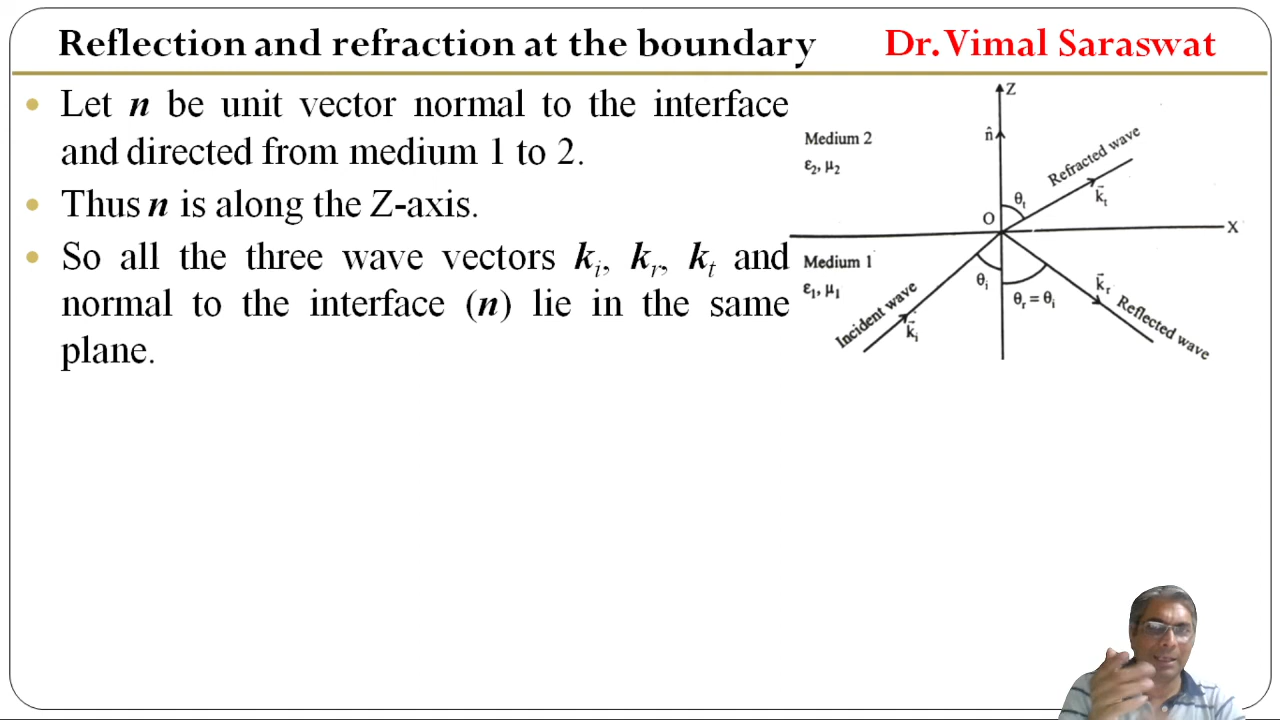 Reflection and refraction at the boundary
Dr. Vimal Saraswat
• Let n be unit vector normal to the interface
and directed from medium 1 to 2.
• Thus n is along the Z-axis.
• So all the three wave vectors kᵢ, kᵣ, kₜ and
normal to the interface (n) lie in the same
plane.
Z
n̂
Medium 2
ε₂, μ₂
Refracted wave
k⃗ₜ
θₜ
O
X
Medium 1
ε₁, μ₁
θᵢ
θᵣ = θᵢ
Incident wave
k⃗ᵢ
k⃗ᵣ
Reflected wave